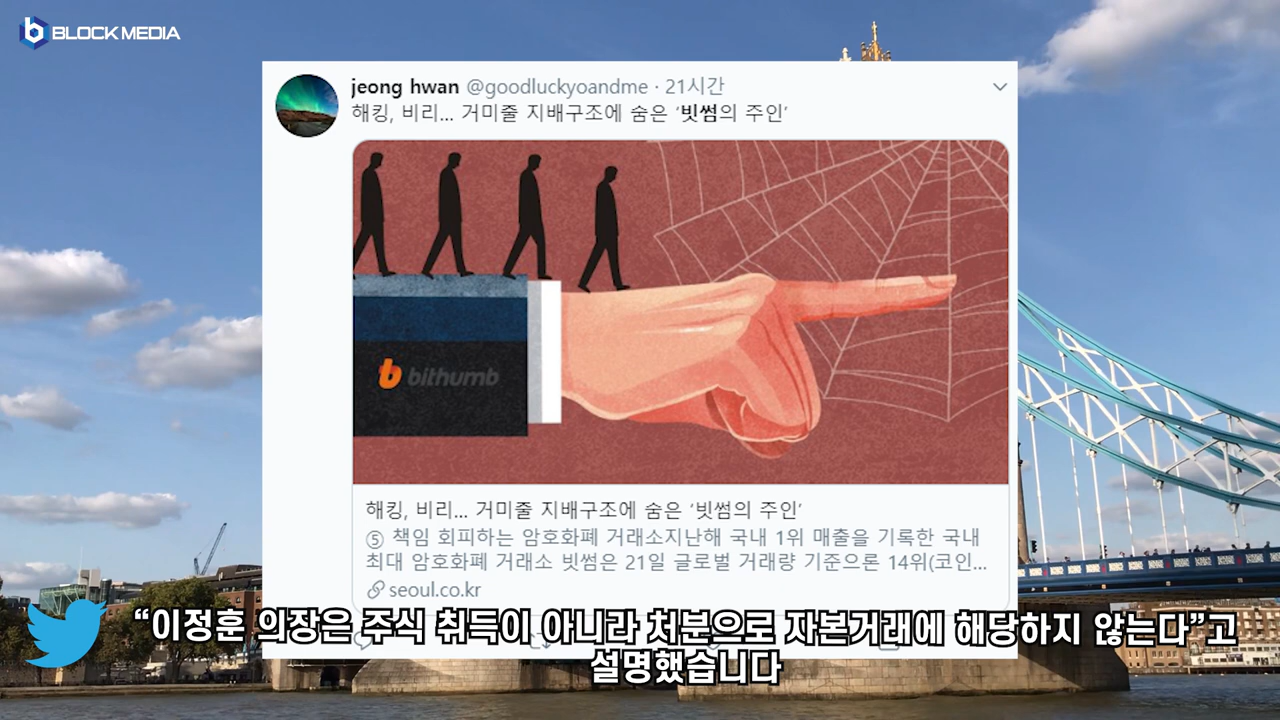 BLOCKMEDIA
jeong hwan @goodluckyoandme · 21시간
해킹, 비리... 거미줄 지배구조에 숨은 ‘빗썸의 주인’
bithumb
해킹, 비리... 거미줄 지배구조에 숨은 ‘빗썸의 주인’
⑤ 책임 회피하는 암호화폐 거래소지난해 국내 1위 매출을 기록한 국내
최대 암호화폐 거래소 빗썸은 21일 글로벌 거래량 기준으론 14위(코인...
seoul.co.kr
“이정훈 의장은 주식 취득이 아니라 처분으로 자본거래에 해당하지 않는다”고
설명했습니다